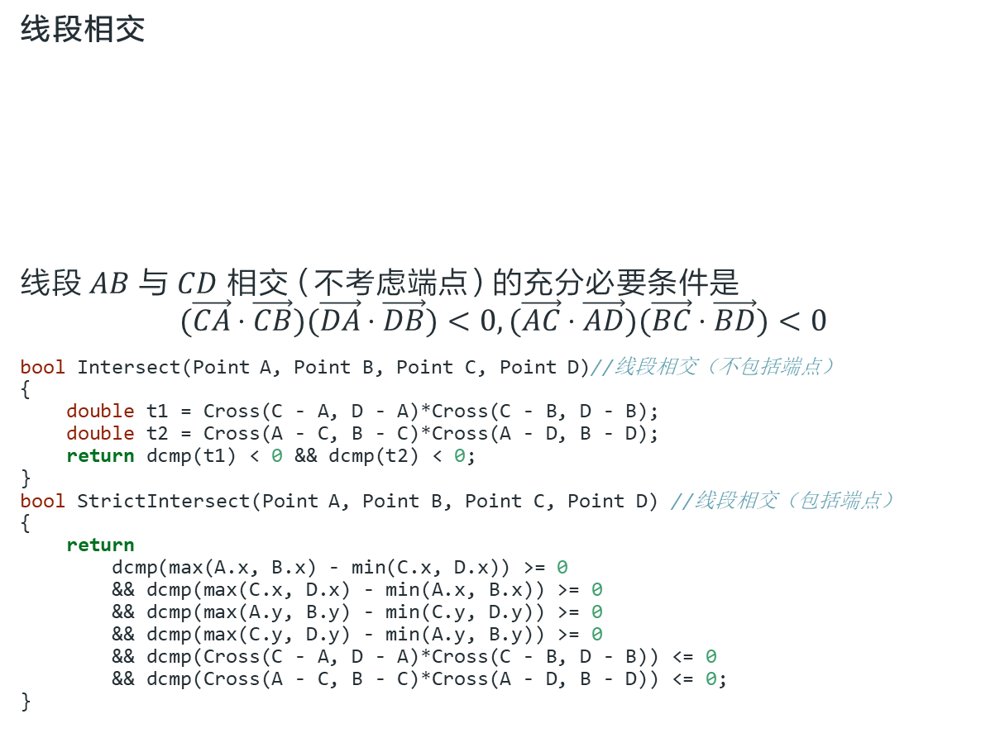 线段相交
线段 AB 与 CD 相交 ( 不考虑端点 ) 的充分必要条件是
(\overrightarrow{CA} · \overrightarrow{CB})(\overrightarrow{DA} · \overrightarrow{DB}) < 0, (\overrightarrow{AC} · \overrightarrow{AD})(\overrightarrow{BC} · \overrightarrow{BD}) < 0
bool Intersect(Point A, Point B, Point C, Point D)//线段相交（不包括端点）
{
    double t1 = Cross(C - A, D - A)*Cross(C - B, D - B);
    double t2 = Cross(A - C, B - C)*Cross(A - D, B - D);
    return dcmp(t1) < 0 && dcmp(t2) < 0;
}
bool StrictIntersect(Point A, Point B, Point C, Point D) //线段相交（包括端点）
{
    return
        dcmp(max(A.x, B.x) - min(C.x, D.x)) >= 0
        && dcmp(max(C.x, D.x) - min(A.x, B.x)) >= 0
        && dcmp(max(A.y, B.y) - min(C.y, D.y)) >= 0
        && dcmp(max(C.y, D.y) - min(A.y, B.y)) >= 0
        && dcmp(Cross(C - A, D - A)*Cross(C - B, D - B)) <= 0
        && dcmp(Cross(A - C, B - C)*Cross(A - D, B - D)) <= 0;
}